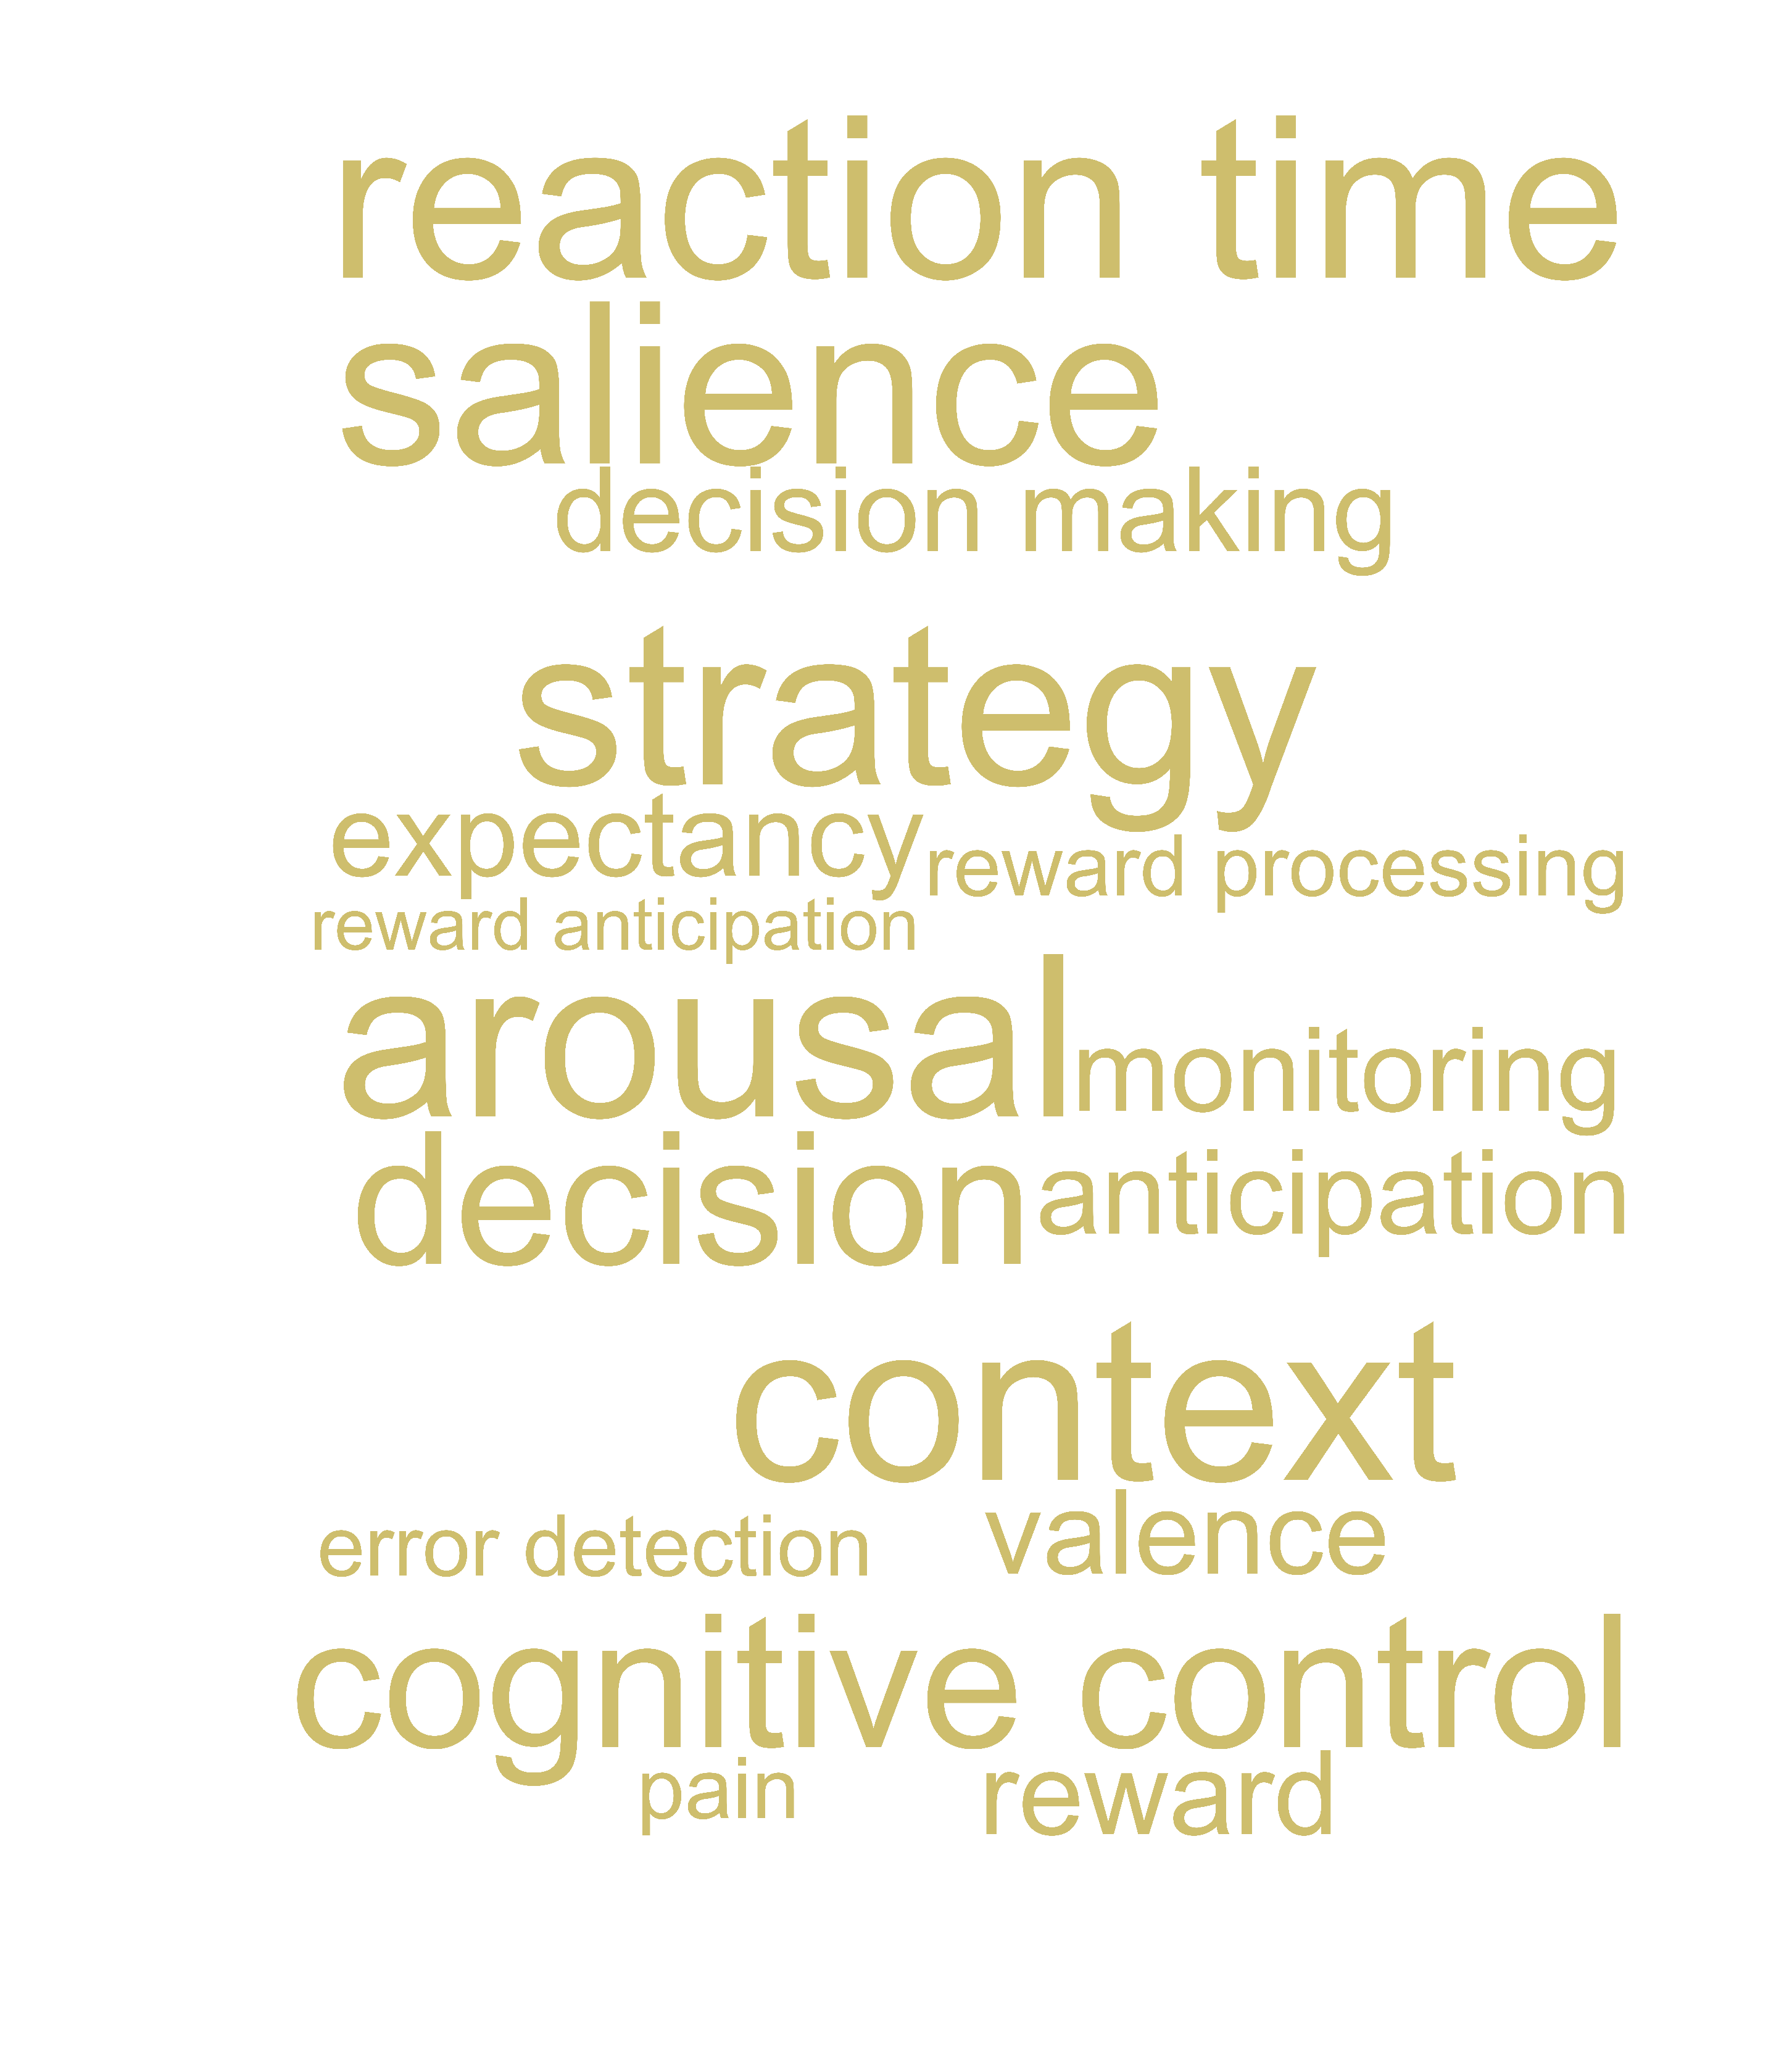 reaction time
salience
decision making
strategy
expectancy
reward processing
reward anticipation
arousal
monitoring
decision
anticipation
context
error detection
valence
cognitive control
pain
reward